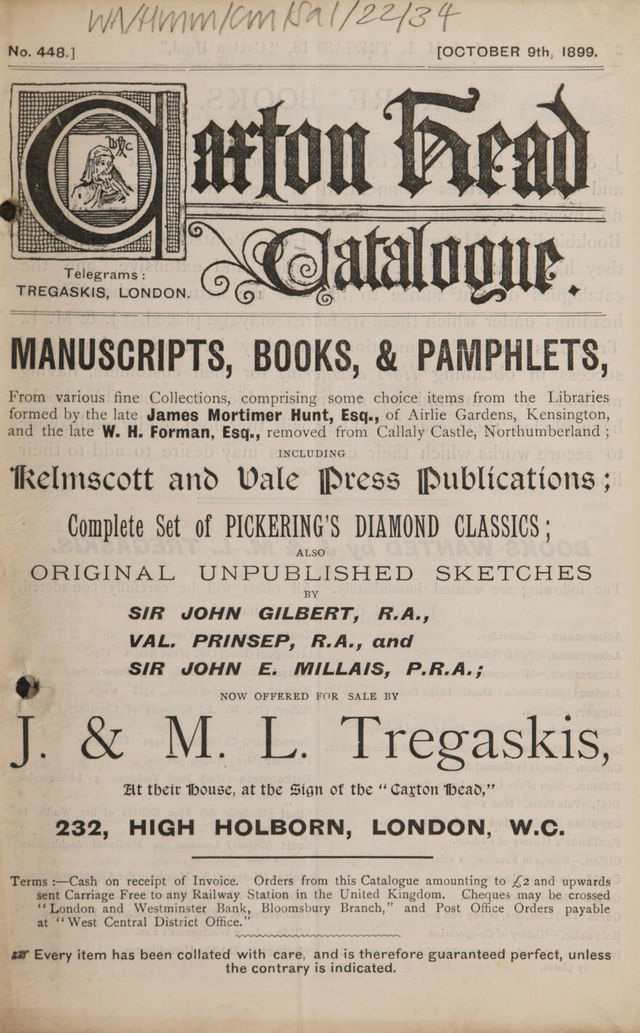 WA/Hmm/Cm/Sal/22/34
No. 448.] [OCTOBER 9th, 1899.
Caxton Head
Catalogue.
Telegrams:
TREGASKIS, LONDON.
MANUSCRIPTS, BOOKS, & PAMPHLETS,
From various fine Collections, comprising some choice items from the Libraries
formed by the late James Mortimer Hunt, Esq., of Airlie Gardens, Kensington,
and the late W. H. Forman, Esq., removed from Callaly Castle, Northumberland;
INCLUDING
Kelmscott and Vale Press Publications;
Complete Set of PICKERING'S DIAMOND CLASSICS;
ALSO
ORIGINAL UNPUBLISHED SKETCHES
BY
SIR JOHN GILBERT, R.A.,
VAL. PRINSEP, R.A., and
SIR JOHN E. MILLAIS, P.R.A.;
NOW OFFERED FOR SALE BY
J. & M. L. Tregaskis,
At their House, at the Sign of the "Caxton Head,"
232, HIGH HOLBORN, LONDON, W.C.
Terms:—Cash on receipt of Invoice. Orders from this Catalogue amounting to £2 and upwards
sent Carriage Free to any Railway Station in the United Kingdom. Cheques may be crossed
"London and Westminster Bank, Bloomsbury Branch," and Post Office Orders payable
at "West Central District Office."
☞ Every item has been collated with care, and is therefore guaranteed perfect, unless
the contrary is indicated.